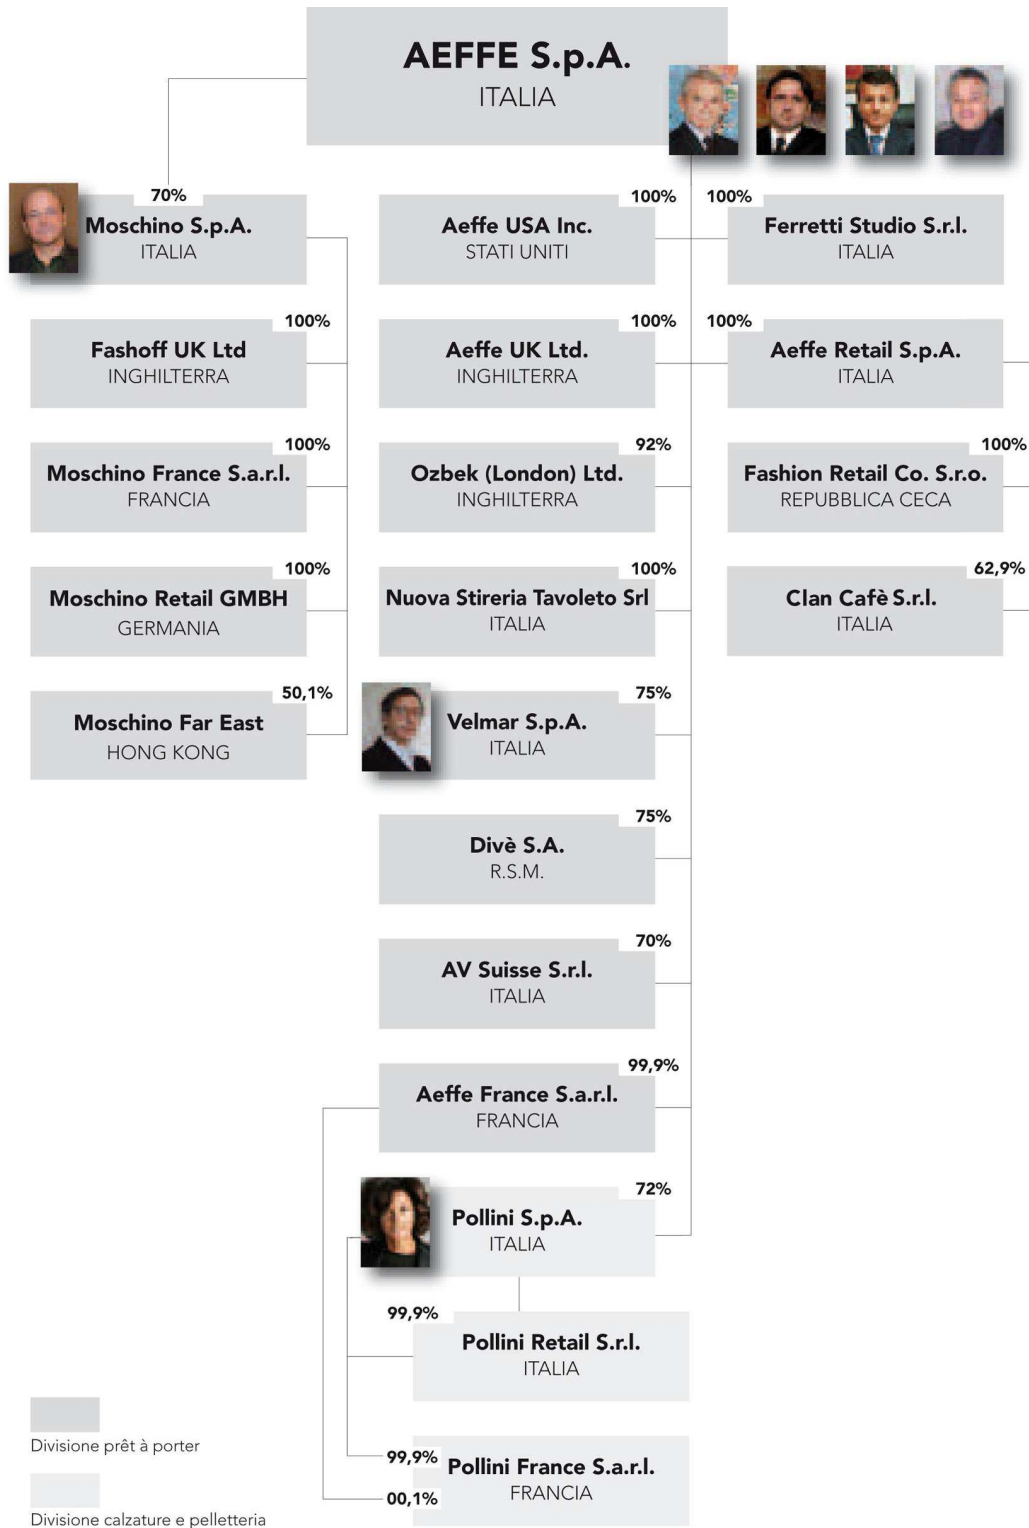 AEFFE S.p.A.
ITALIA
70%
Moschino S.p.A.
ITALIA
100%
Fashoff UK Ltd
INGHILTERRA
100%
Moschino France S.a.r.l.
FRANCIA
100%
Moschino Retail GMBH
GERMANIA
50,1%
Moschino Far East
HONG KONG
100%
Aeffe USA Inc.
STATI UNITI
100%
Aeffe UK Ltd.
INGHILTERRA
92%
Ozbek (London) Ltd.
INGHILTERRA
100%
Nuova Stireria Tavoleto Srl
ITALIA
75%
Velmar S.p.A.
ITALIA
75%
Divè S.A.
R.S.M.
70%
AV Suisse S.r.l.
ITALIA
99,9%
Aeffe France S.a.r.l.
FRANCIA
72%
Pollini S.p.A.
ITALIA
99,9%
Pollini Retail S.r.l.
ITALIA
99,9%
00,1%
Pollini France S.a.r.l.
FRANCIA
100%
Ferretti Studio S.r.l.
ITALIA
100%
Aeffe Retail S.p.A.
ITALIA
100%
Fashion Retail Co. S.r.o.
REPUBBLICA CECA
62,9%
Clan Cafè S.r.l.
ITALIA
Divisione prêt à porter
Divisione calzature e pelletteria